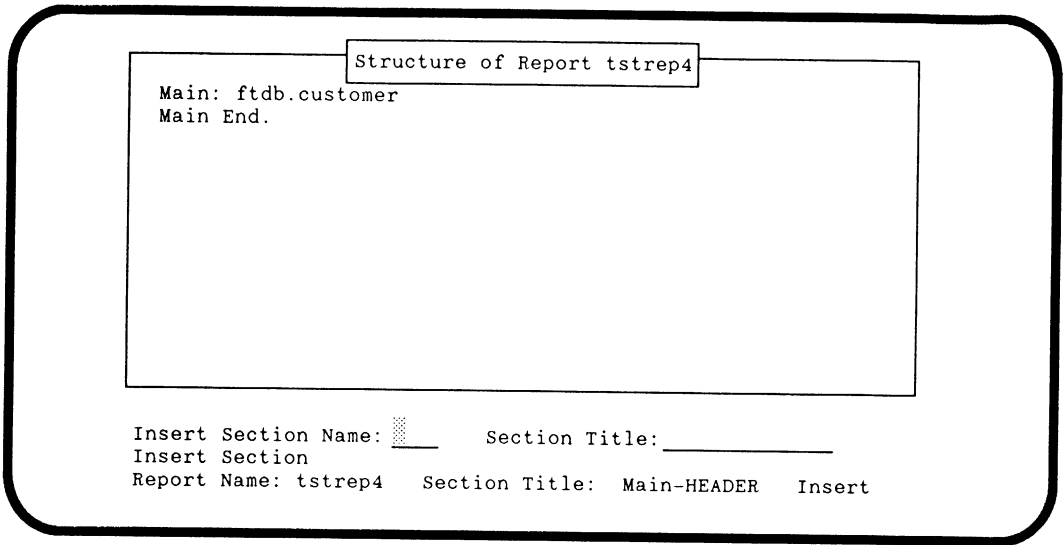 Structure of Report tstrep4
Main: ftdb.customer
Main End.
Insert Section Name: Section Title:
Insert Section
Report Name: tstrep4 Section Title: Main-HEADER Insert